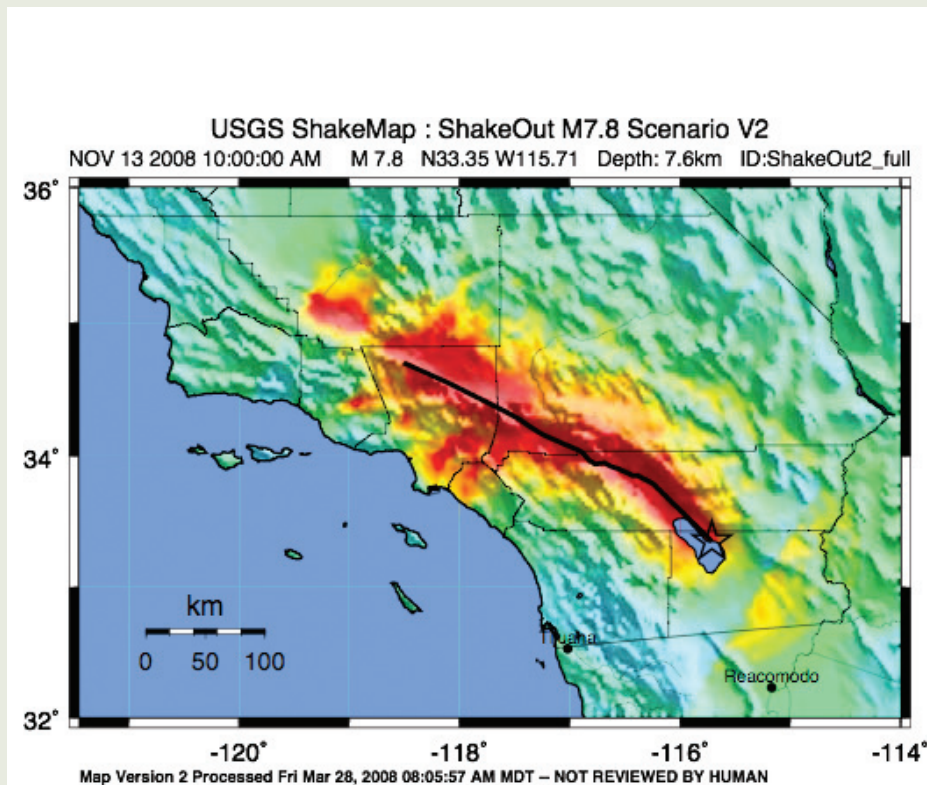 USGS ShakeMap : ShakeOut M7.8 Scenario V2
NOV 13 2008 10:00:00 AM M 7.8 N33.35 W115.71 Depth: 7.6km ID:ShakeOut2_full
36°
34°
km
0 50 100
Tijuana
Reacomodo
32°
-120° -118° -116° -114°
Map Version 2 Processed Fri Mar 28, 2008 08:05:57 AM MDT – NOT REVIEWED BY HUMAN